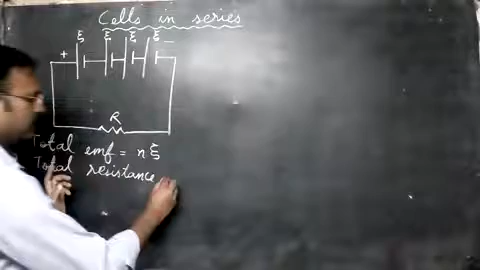 Cells in series
ξ ξ ξ ξ
+ −
R
Total emf = n ξ
Total resistance